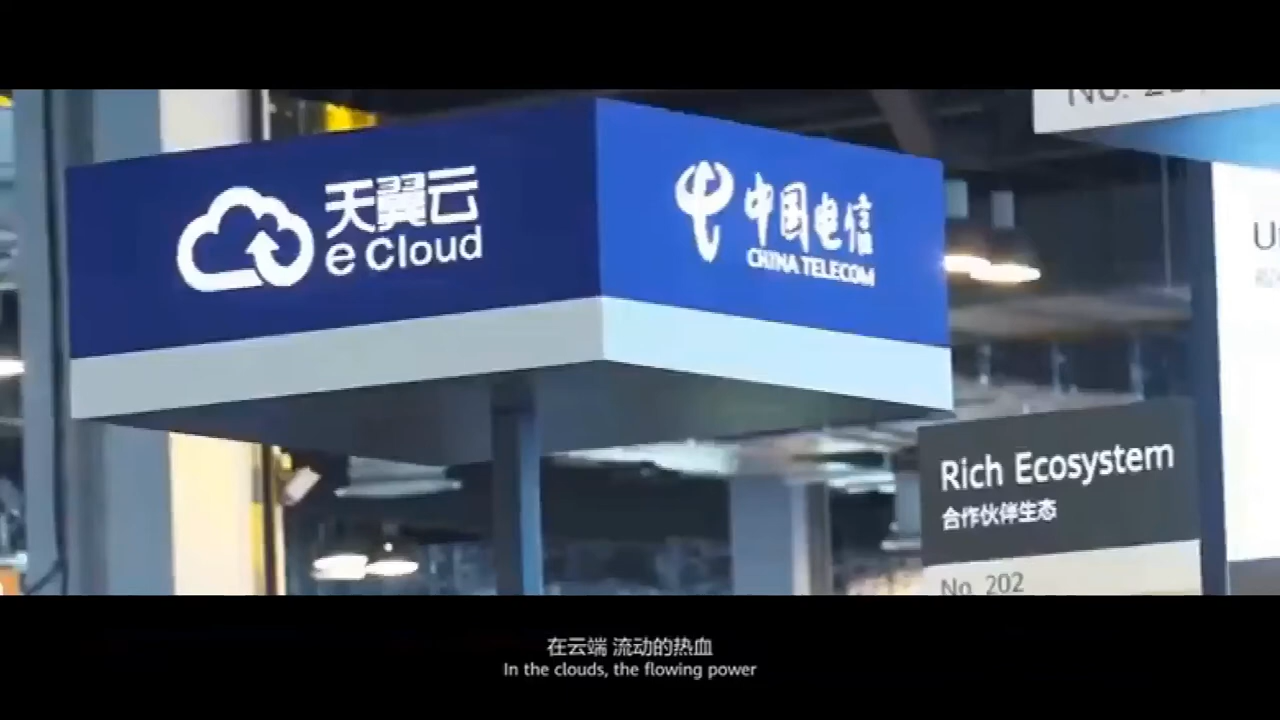 天翼云
e Cloud
中国电信
CHINA TELECOM
Rich Ecosystem
合作伙伴生态
No. 202
在云端 流动的热血
In the clouds, the flowing power